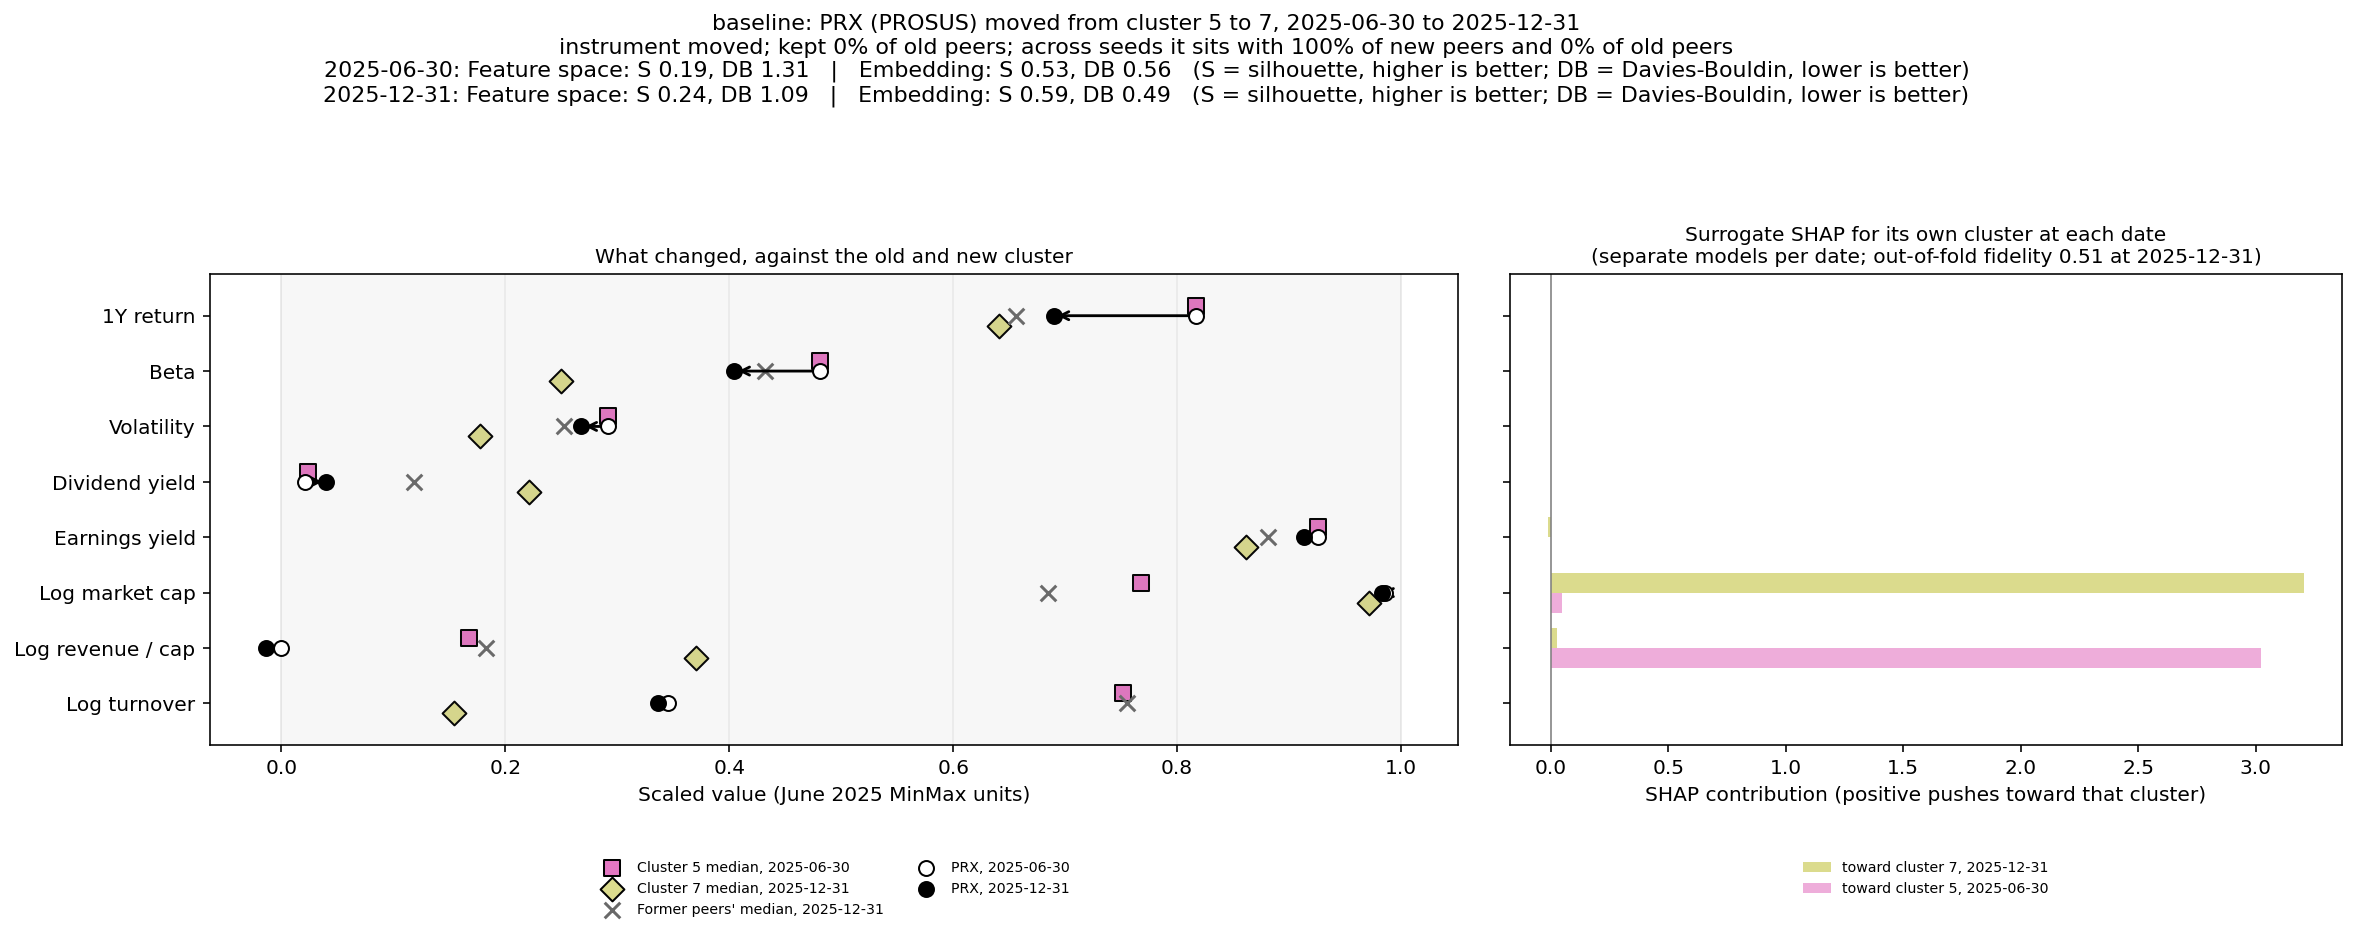 baseline: PRX (PROSUS) moved from cluster 5 to 7, 2025-06-30 to 2025-12-31
instrument moved; kept 0% of old peers; across seeds it sits with 100% of new peers and 0% of old peers
2025-06-30: Feature space: S 0.19, DB 1.31 | Embedding: S 0.53, DB 0.56 (S = silhouette, higher is better; DB = Davies-Bouldin, lower is better)
2025-12-31: Feature space: S 0.24, DB 1.09 | Embedding: S 0.59, DB 0.49 (S = silhouette, higher is better; DB = Davies-Bouldin, lower is better)
What changed, against the old and new cluster
1Y return
Beta
Volatility
Dividend yield
Earnings yield
Log market cap
Log revenue / cap
Log turnover
0.0 0.2 0.4 0.6 0.8 1.0
Scaled value (June 2025 MinMax units)
Cluster 5 median, 2025-06-30
Cluster 7 median, 2025-12-31
Former peers' median, 2025-12-31
PRX, 2025-06-30
PRX, 2025-12-31
Surrogate SHAP for its own cluster at each date
(separate models per date; out-of-fold fidelity 0.51 at 2025-12-31)
0.0 0.5 1.0 1.5 2.0 2.5 3.0
SHAP contribution (positive pushes toward that cluster)
toward cluster 7, 2025-12-31
toward cluster 5, 2025-06-30